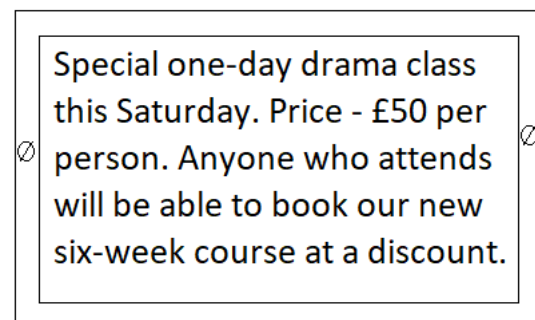 Special one-day drama class
this Saturday. Price - £50 per
person. Anyone who attends
will be able to book our new
six-week course at a discount.